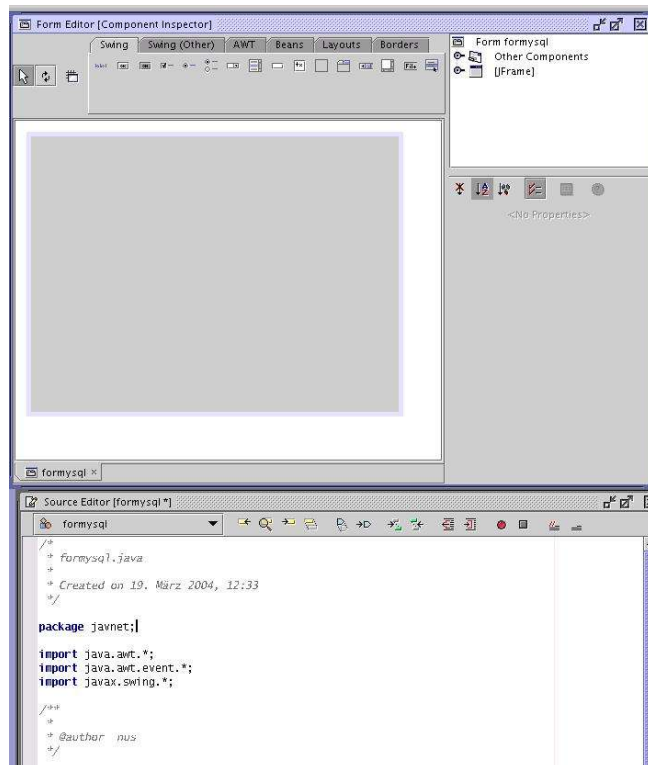 Form Editor [Component Inspector]
Swing Swing (Other) AWT Beans Layouts Borders
Form formysql
Other Components
[JFrame]
<No Properties>
formysql
Source Editor [formysql *]
formysql
/*
* formysql.java
*
* Created on 19. März 2004, 12:33
*/
package javnet;
import java.awt.*;
import java.awt.event.*;
import javax.swing.*;
/**
*
* @author nus
*/